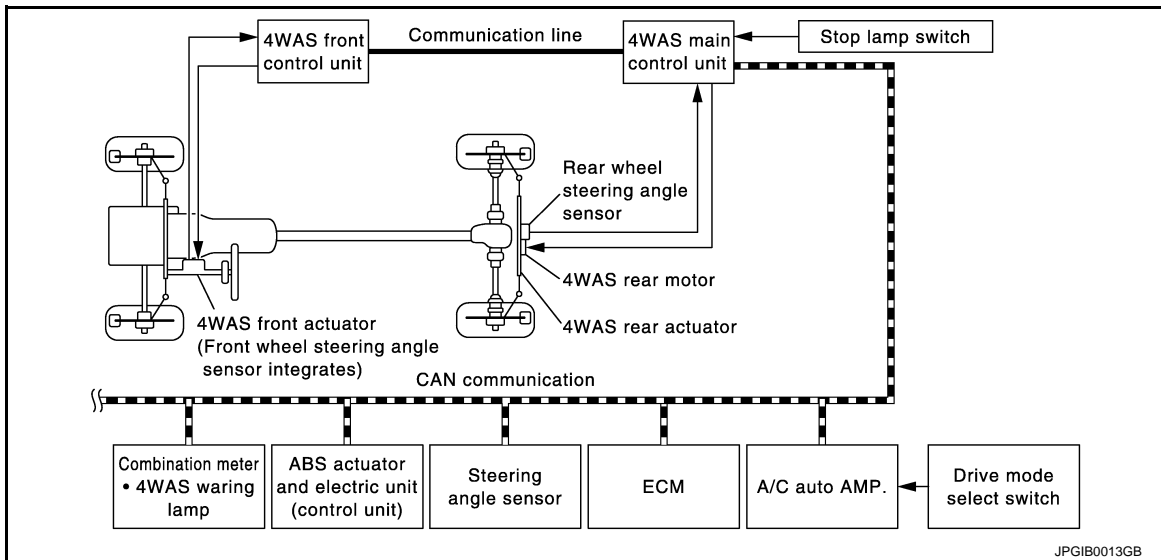 4WAS front
control unit
Communication line
4WAS main
control unit
Stop lamp switch
Rear wheel
steering angle
sensor
4WAS rear motor
4WAS rear actuator
4WAS front actuator
(Front wheel steering angle
sensor integrates)
CAN communication
Combination meter
• 4WAS waring
lamp
ABS actuator
and electric unit
(control unit)
Steering
angle sensor
ECM
A/C auto AMP.
Drive mode
select switch
JPGIB0013GB